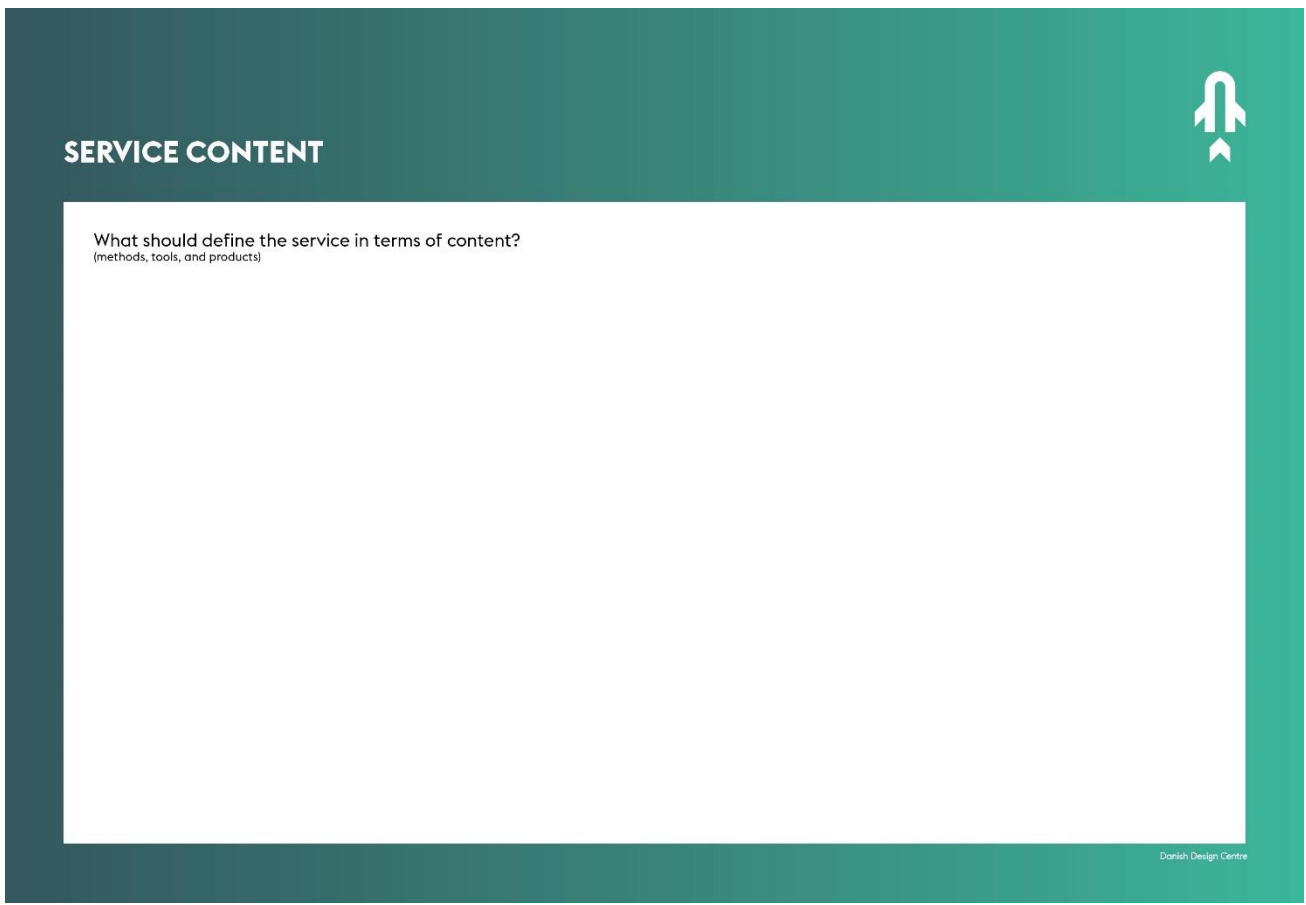 SERVICE CONTENT
What should define the service in terms of content?
(methods, tools, and products)
Danish Design Centre